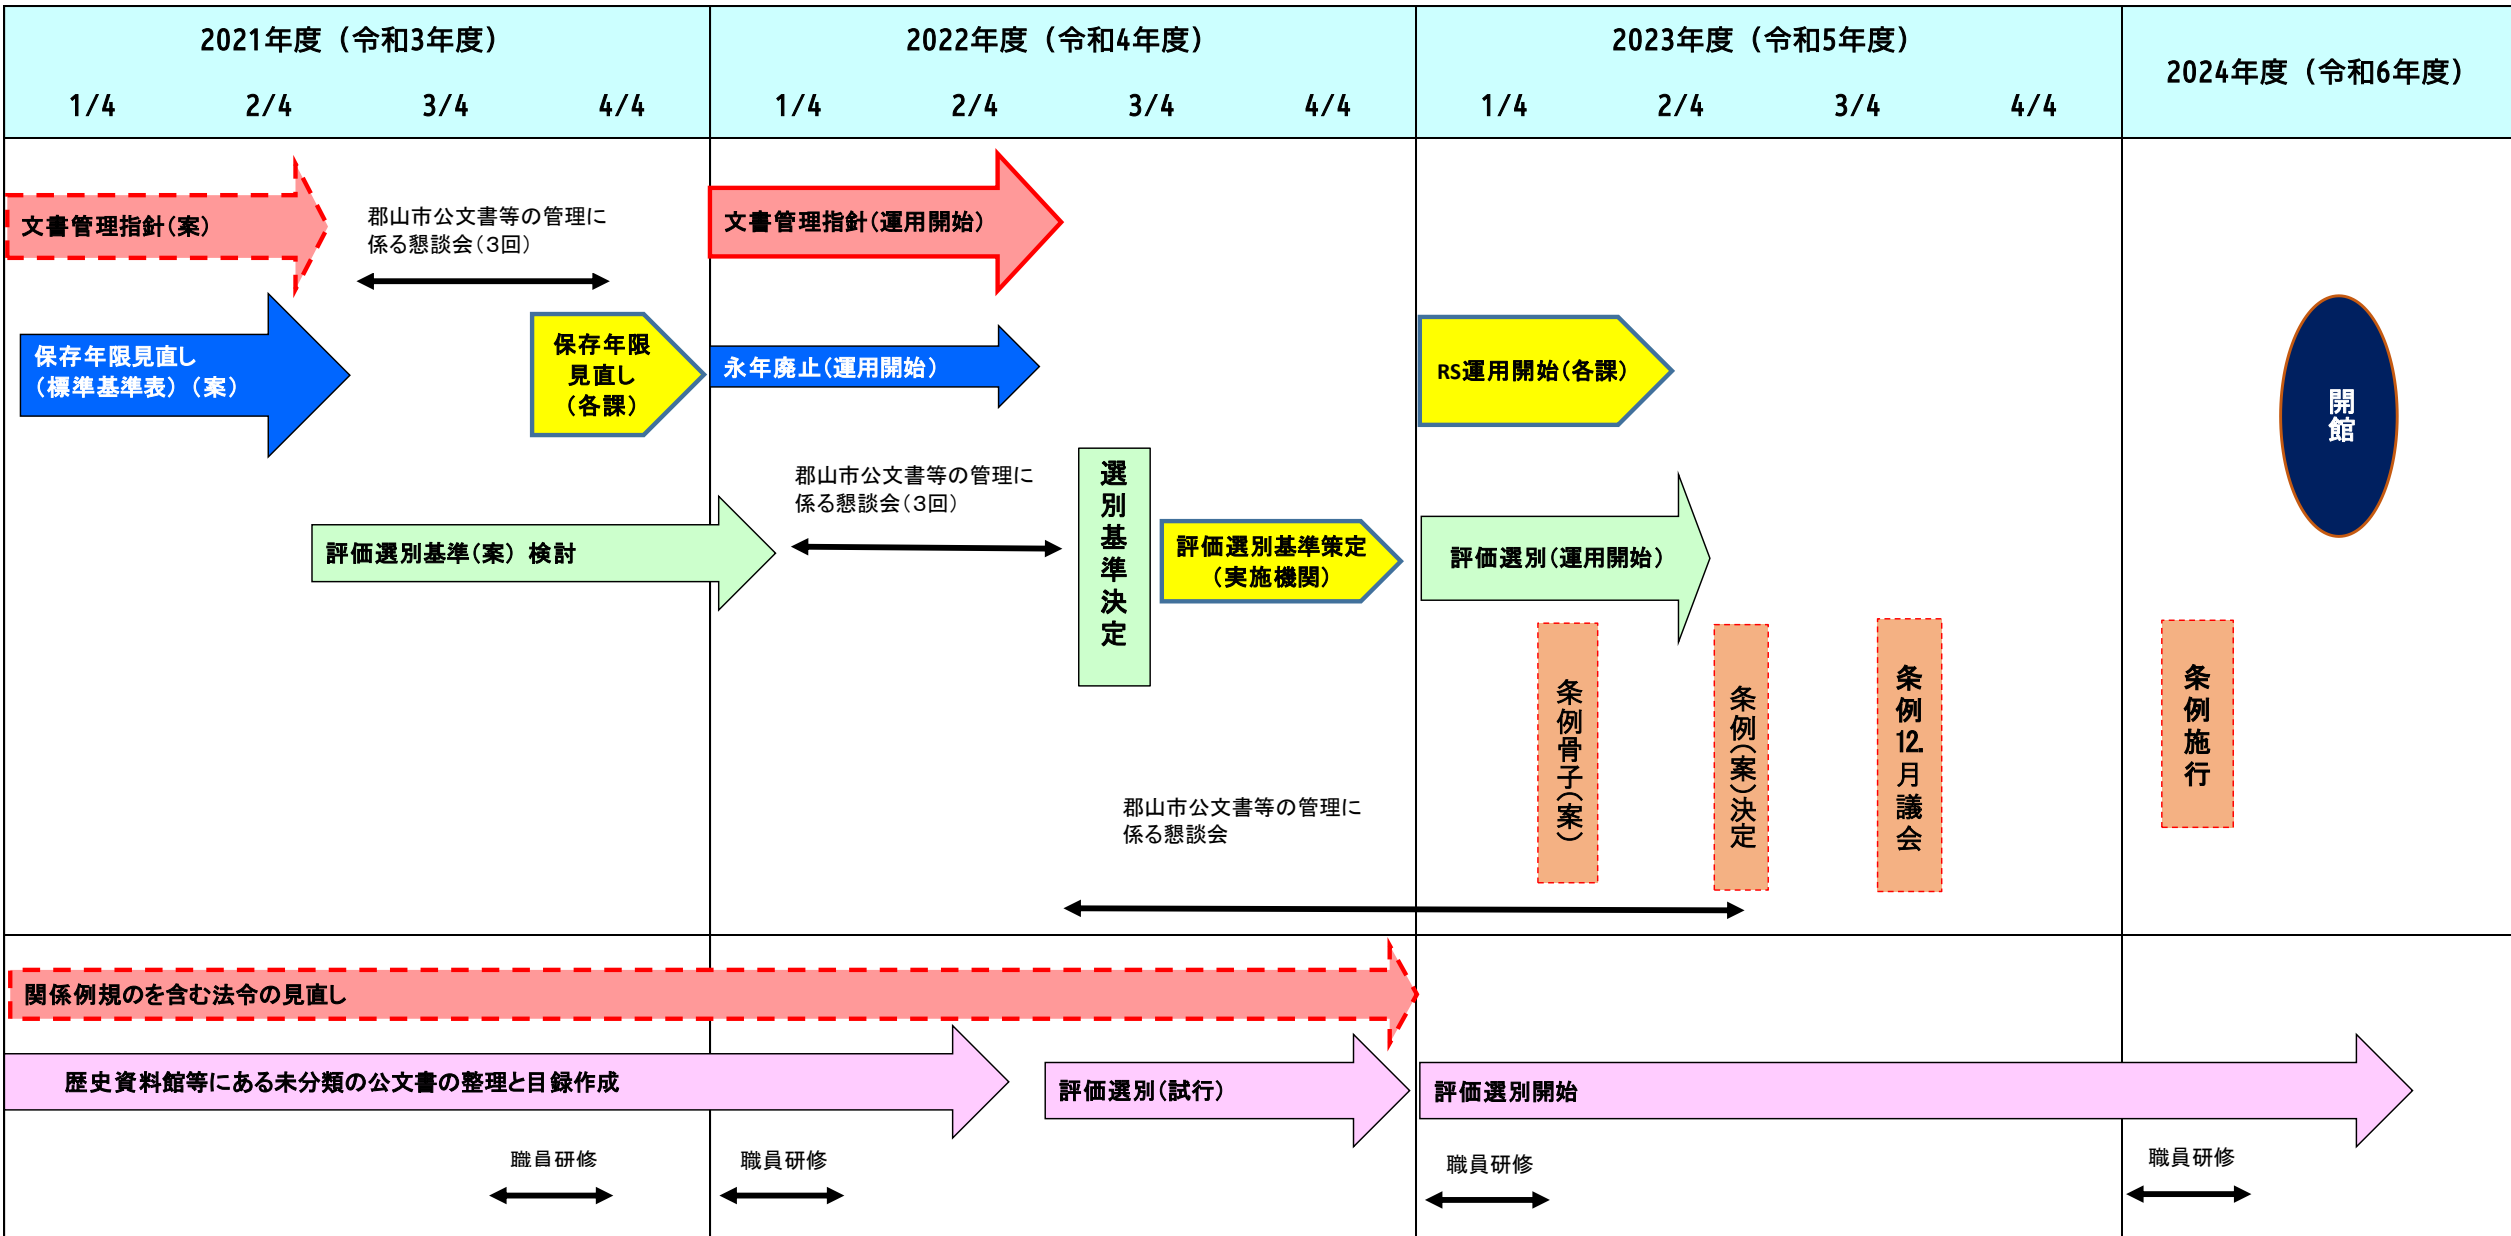 2021年度（令和3年度）
2022年度（令和4年度）
2023年度（令和5年度）
2024年度（令和6年度）
1/4 2/4 3/4 4/4
1/4 2/4 3/4 4/4
1/4 2/4 3/4 4/4
文書管理指針（案）
郡山市公文書等の管理に
係る懇談会（３回）
文書管理指針（運用開始）
保存年限見直し
（標準基準表）（案）
保存年限
見直し
（各課）
永年廃止（運用開始）
RS運用開始（各課）
開館
評価選別基準（案） 検討
郡山市公文書等の管理に
係る懇談会（３回）
選別基準決定
評価選別基準策定
（実施機関）
評価選別（運用開始）
条例骨子（案）
条例（案）決定
条例12.月議会
条例施行
郡山市公文書等の管理に
係る懇談会
関係例規のを含む法令の見直し
歴史資料館等にある未分類の公文書の整理と目録作成
評価選別（試行）
評価選別開始
職員研修
職員研修
職員研修
職員研修